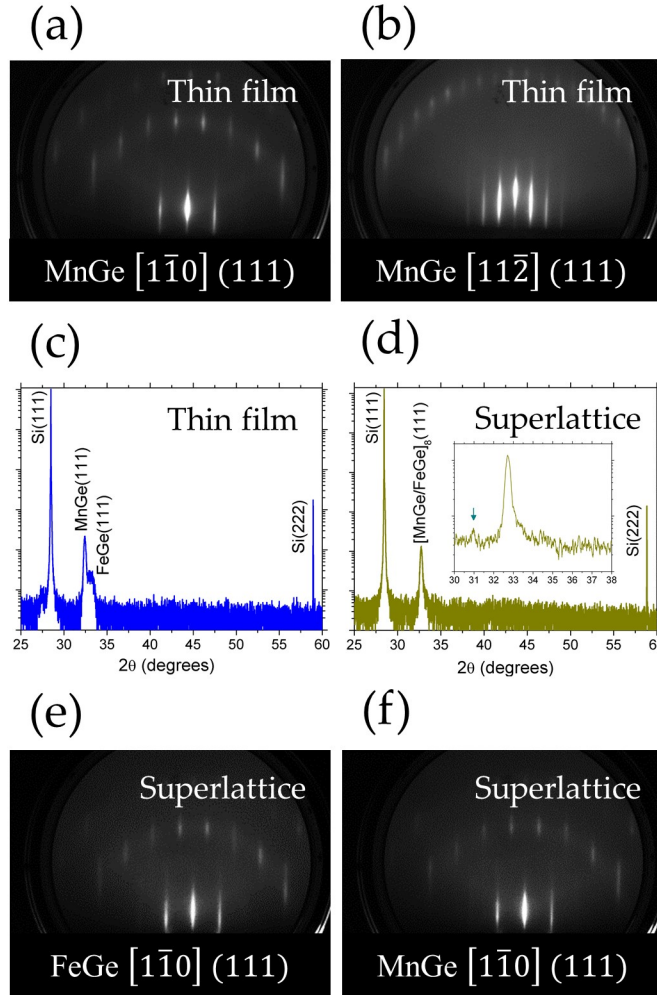 (a)
(b)
Thin film
Thin film
MnGe [11̅0] (111)
MnGe [112̅] (111)
(c)
(d)
Thin film
Superlattice
Si(111)
MnGe(111)
FeGe(111)
Si(222)
Si(111)
[MnGe/FeGe]₈(111)
Si(222)
30 31 32 33 34 35 36 37 38
25 30 35 40 45 50 55 60
2θ (degrees)
25 30 35 40 45 50 55 60
2θ (degrees)
(e)
(f)
Superlattice
Superlattice
FeGe [11̅0] (111)
MnGe [11̅0] (111)